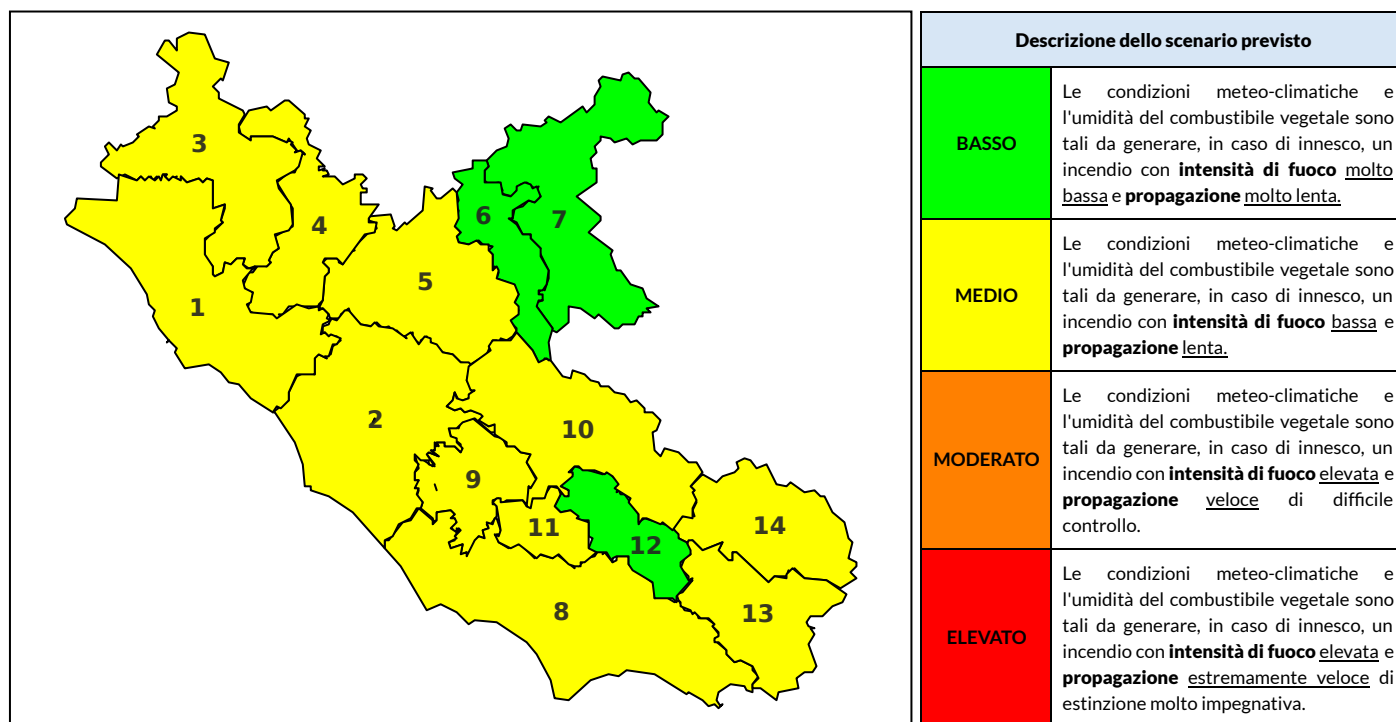 3
4
6
7
5
1
2
10
9
11
12
14
8
13
Descrizione dello scenario previsto
BASSO
Le condizioni meteo-climatiche e
l'umidità del combustibile vegetale sono
tali da generare, in caso di innesco, un
incendio con intensità di fuoco molto
bassa e propagazione molto lenta.
MEDIO
Le condizioni meteo-climatiche e
l'umidità del combustibile vegetale sono
tali da generare, in caso di innesco, un
incendio con intensità di fuoco bassa e
propagazione lenta.
MODERATO
Le condizioni meteo-climatiche e
l'umidità del combustibile vegetale sono
tali da generare, in caso di innesco, un
incendio con intensità di fuoco elevata e
propagazione veloce di difficile
controllo.
ELEVATO
Le condizioni meteo-climatiche e
l'umidità del combustibile vegetale sono
tali da generare, in caso di innesco, un
incendio con intensità di fuoco elevata e
propagazione estremamente veloce di
estinzione molto impegnativa.